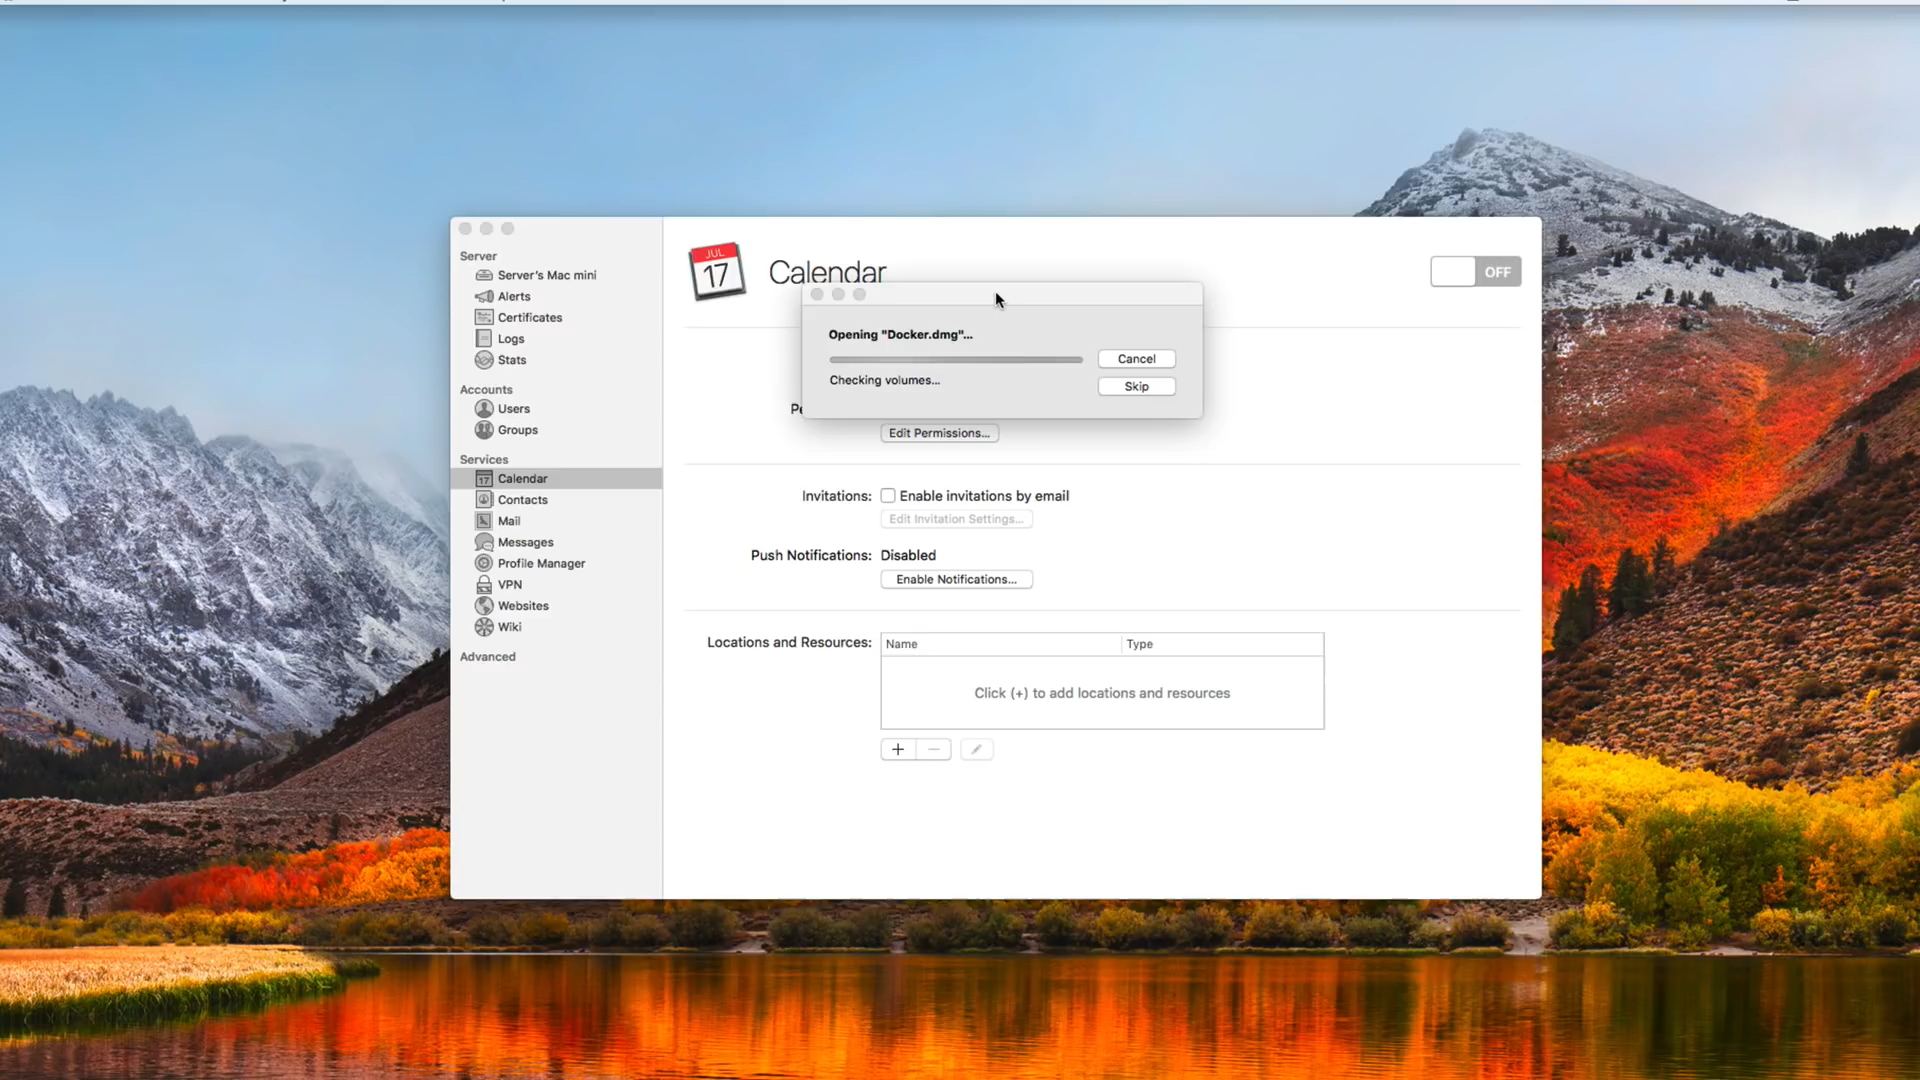 Server
Server's Mac mini
Alerts
Certificates
Logs
Stats
Accounts
Users
Groups
Services
17
Calendar
Contacts
Mail
Messages
Profile Manager
VPN
Websites
Wiki
Advanced
JUL
17
Calendar
OFF
Opening "Docker.dmg"...
Cancel
Checking volumes...
Skip
Pe
Edit Permissions...
Invitations: Enable invitations by email
Edit Invitation Settings...
Push Notifications: Disabled
Enable Notifications...
Locations and Resources: Name Type
Click (+) to add locations and resources